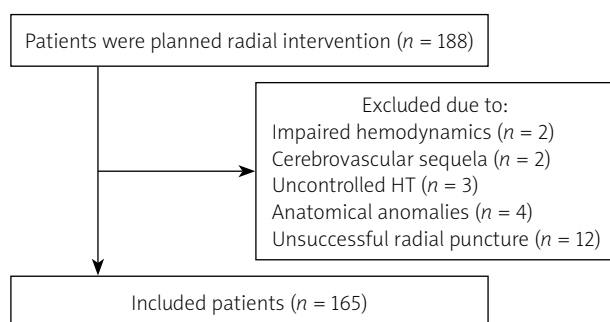 Patients were planned radial intervention (n = 188)
Excluded due to:
Impaired hemodynamics (n = 2)
Cerebrovascular sequela (n = 2)
Uncontrolled HT (n = 3)
Anatomical anomalies (n = 4)
Unsuccessful radial puncture (n = 12)
Included patients (n = 165)